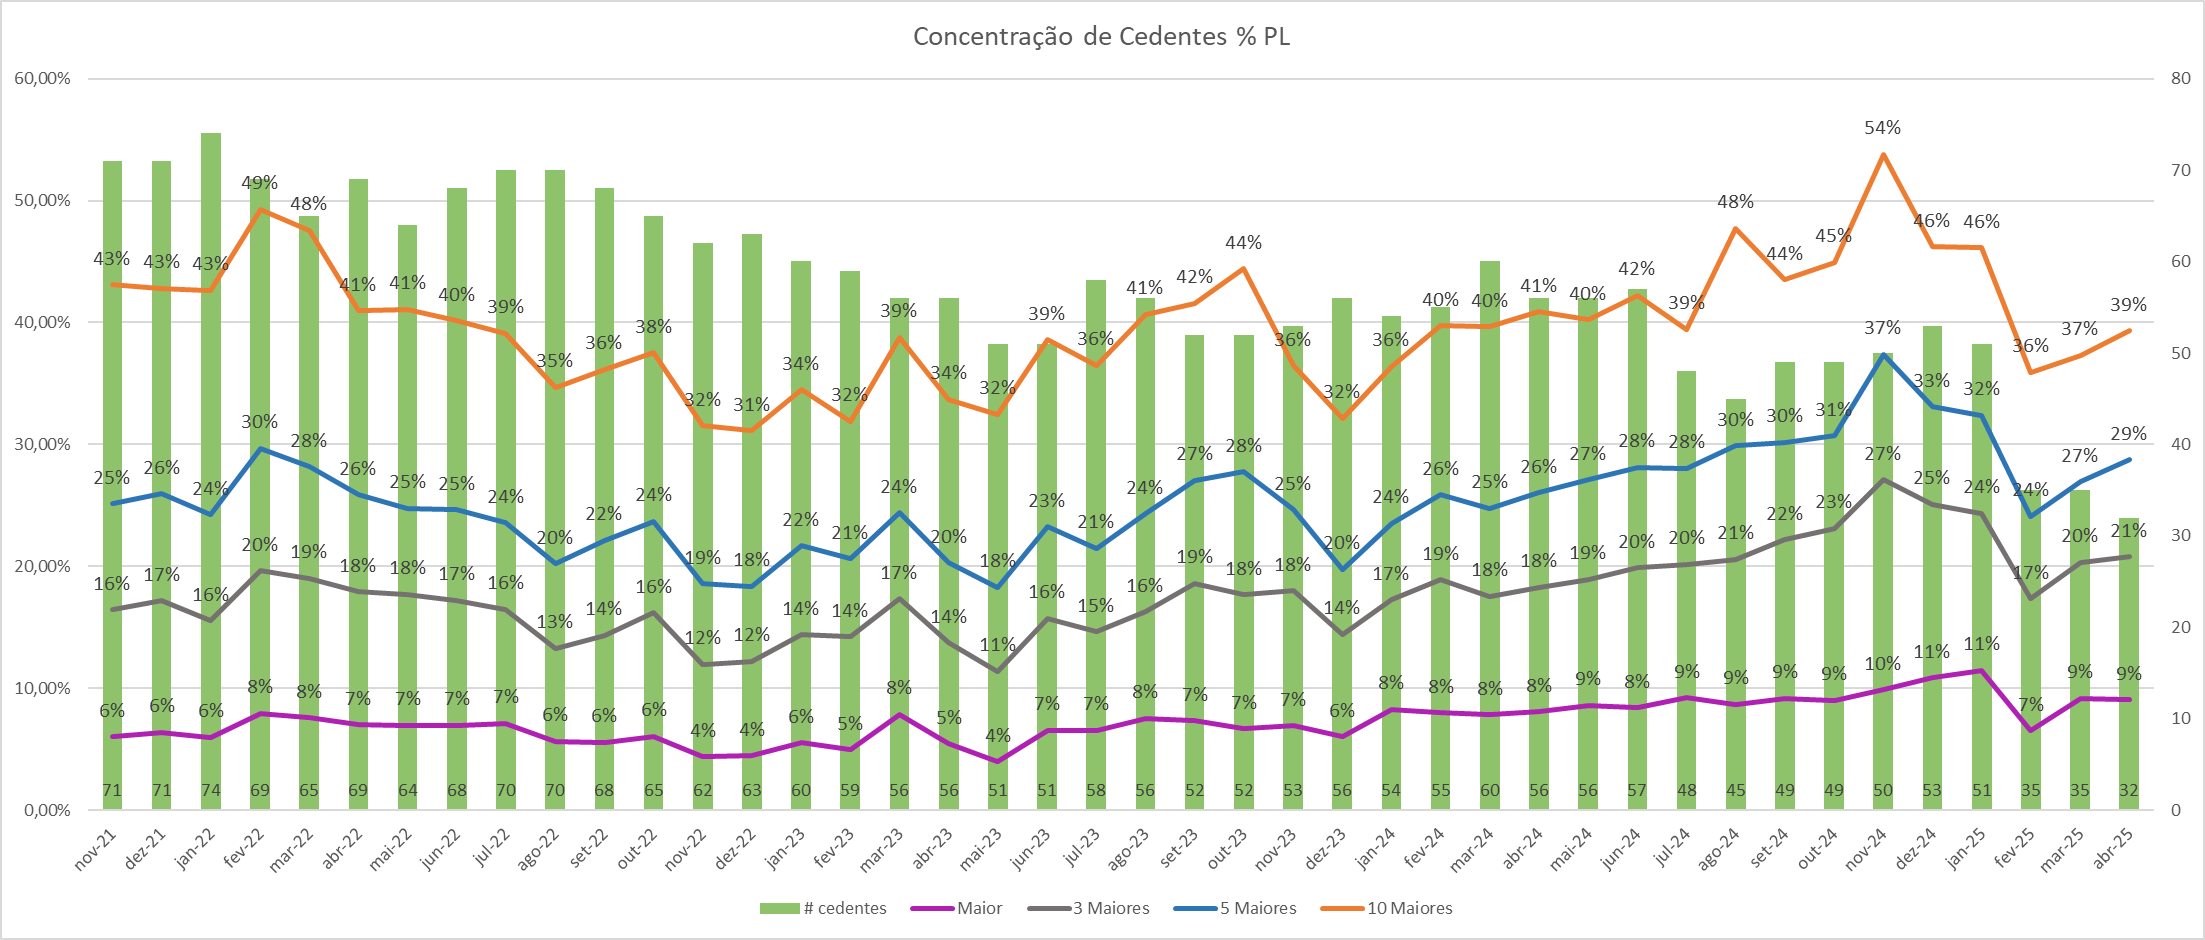 Concentração de Cedentes % PL
60,00%
50,00%
40,00%
30,00%
20,00%
10,00%
0,00%
80
70
60
50
40
30
20
10
0
43% 43% 43% 49% 48% 41% 41% 40% 39% 35% 36% 38% 32% 31% 34% 32% 39% 34% 32% 39% 36% 41% 42% 44% 36% 32% 36% 40% 40% 41% 40% 42% 39% 48% 44% 45% 54% 46% 46% 36% 37% 39%
25% 26% 24% 30% 28% 26% 25% 25% 24% 20% 22% 24% 19% 18% 22% 21% 24% 20% 18% 23% 21% 24% 27% 28% 25% 20% 24% 26% 25% 26% 27% 28% 28% 30% 30% 31% 37% 33% 32% 24% 27% 29%
16% 17% 16% 20% 19% 18% 18% 17% 16% 13% 14% 16% 12% 12% 14% 14% 17% 14% 11% 16% 15% 16% 19% 18% 18% 14% 17% 19% 18% 18% 19% 20% 20% 21% 22% 23% 27% 25% 24% 17% 20% 21%
6% 6% 6% 8% 8% 7% 7% 7% 7% 6% 6% 6% 4% 4% 6% 5% 8% 5% 4% 7% 7% 8% 7% 7% 7% 6% 8% 8% 8% 8% 9% 8% 9% 9% 9% 9% 10% 11% 11% 7% 9% 9%
71 71 74 69 65 69 64 68 70 70 68 65 62 63 60 59 56 56 51 51 58 56 52 52 53 56 54 55 60 56 56 57 48 45 49 49 50 53 51 35 35 32
nov-21 dez-21 jan-22 fev-22 mar-22 abr-22 mai-22 jun-22 jul-22 ago-22 set-22 out-22 nov-22 dez-22 jan-23 fev-23 mar-23 abr-23 mai-23 jun-23 jul-23 ago-23 set-23 out-23 nov-23 dez-23 jan-24 fev-24 mar-24 abr-24 mai-24 jun-24 jul-24 ago-24 set-24 out-24 nov-24 dez-24 jan-25 fev-25 mar-25 abr-25
# cedentes Maior 3 Maiores 5 Maiores 10 Maiores